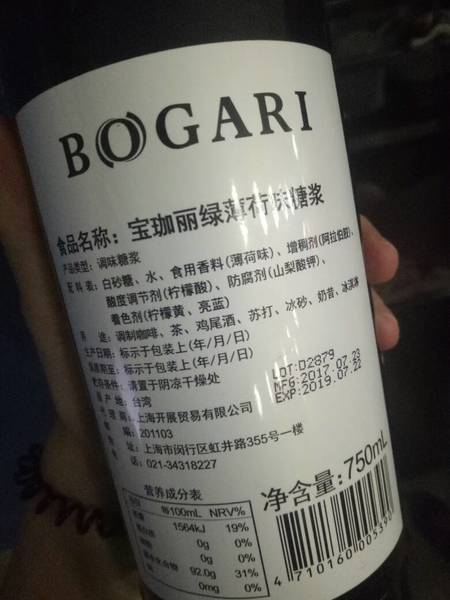 BOGARI
食品名称：宝珈丽绿薄荷味糖浆
产品类型：调味糖浆
配 料 表：白砂糖、水、食用香料(薄荷味)、增稠剂(阿拉伯胶)、
酸度调节剂(柠檬酸)、防腐剂(山梨酸钾)、
着色剂(柠檬黄、亮蓝)
途：调制咖啡、茶、鸡尾酒、苏打、冰沙、奶昔、冰淇淋
生产日期：标示于包装上(年/月/日)
保质期至：标示于包装上(年/月/日)
贮存条件：请置于阴凉干燥处
产 地：台湾
商：上海开展贸易有限公司
编：201103
址：上海市闵行区虹井路355号一楼
话：021-34318227
LOT:D2879
MFG:2017.07.23
EXP:2019.07.22
净含量：750mL
营养成分表
每100mL NRV%
1564kJ 19%
0g 0%
0g 0%
92.0g 31%
0mg 0%
4 710160 005390